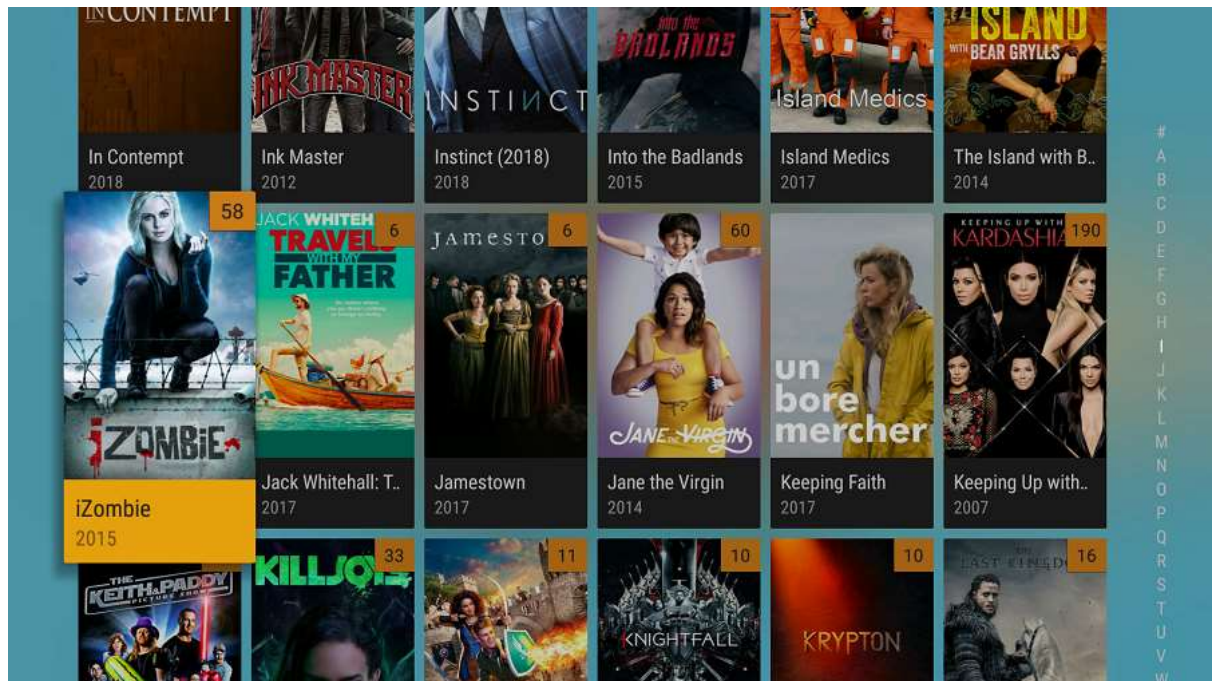 IN CONTEMPT
INK MASTER
INSTINCT
INTO the
BADLANDS
Island Medics
ISLAND
WITH BEAR GRYLLS
In Contempt
2018
Ink Master
2012
Instinct (2018)
2018
Into the Badlands
2015
Island Medics
2017
The Island with B..
2014
58
iZOMBiE
iZombie
2015
JACK WHITEH
6
TRAVELS
WITH MY
FATHER
Jack Whitehall: T..
2017
JAMESTO
6
Jamestown
2017
60
JANE THE VIRGIN
Jane the Virgin
2014
un
bore
mercher
Keeping Faith
2017
KEEPING UP WITH
KARDASHIA
190
Keeping Up with..
2007
THE
KEITH & PADDY
PICTURE SHOW
KILLJOYS
33
11
10
KNIGHTFALL
10
KRYPTON
THE
LAST KINGDO
16
#
A
B
C
D
E
F
G
H
I
J
K
L
M
N
O
P
Q
R
S
T
U
V
W